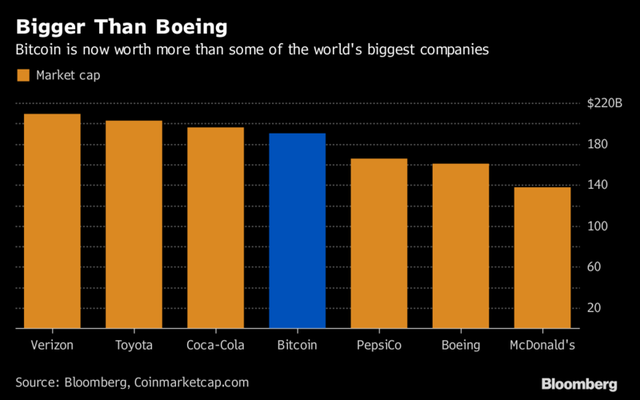 Bigger Than Boeing
Bitcoin is now worth more than some of the world's biggest companies
Market cap
$220B
180
140
100
60
20
Verizon Toyota Coca-Cola Bitcoin PepsiCo Boeing McDonald's
Source: Bloomberg, Coinmarketcap.com
Bloomberg